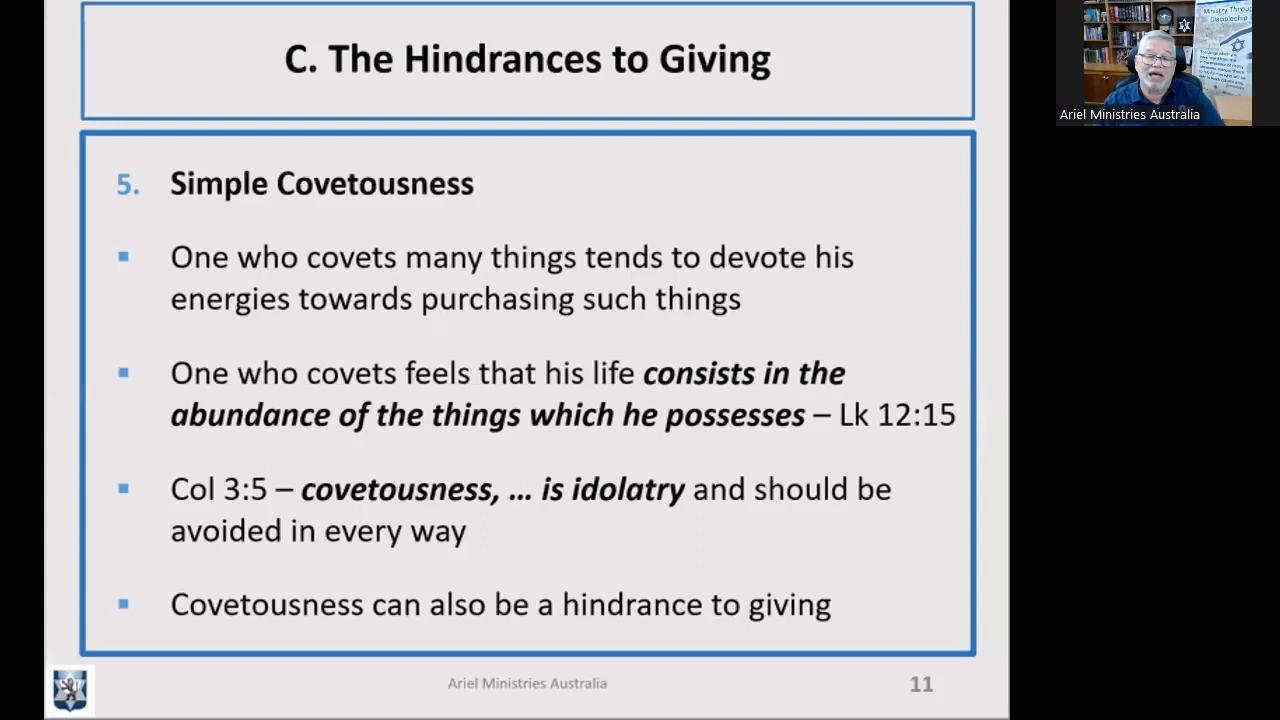 C. The Hindrances to Giving
5. Simple Covetousness
▪ One who covets many things tends to devote his
energies towards purchasing such things
▪ One who covets feels that his life consists in the
abundance of the things which he possesses – Lk 12:15
▪ Col 3:5 – covetousness, ... is idolatry and should be
avoided in every way
▪ Covetousness can also be a hindrance to giving
Ariel Ministries Australia
11
Ministry Through
Discipleship
Ariel Ministries Australia